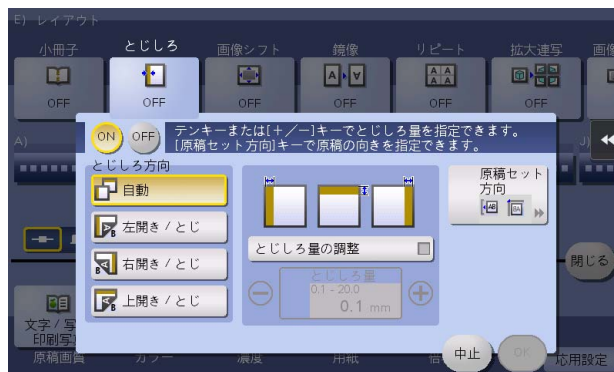 E) レイアウト
小冊子
とじしろ
画像シフト
鏡像
リピート
拡大連写
画像
OFF
OFF
OFF
OFF
OFF
OFF
A)
J)
ON
OFF
テンキーまたは[+/−]キーでとじしろ量を指定できます。
[原稿セット方向]キーで原稿の向きを指定できます。
とじしろ方向
自動
左開き / とじ
右開き / とじ
上開き / とじ
とじしろ量の調整
とじしろ量
0.1 - 20.0
0.1 mm
原稿セット
方向
閉じる
文字 / 写
印刷写
中止
OK
原稿画質
カラー
濃度
用紙
倍
応用設定